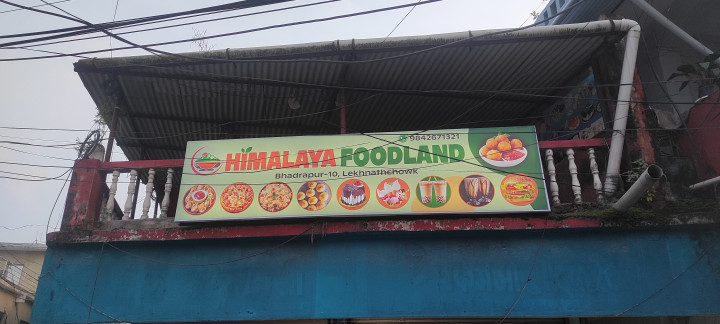 9842671321
HIMALAYA FOODLAND
Bhadrapur-10, Lekhnathchowk